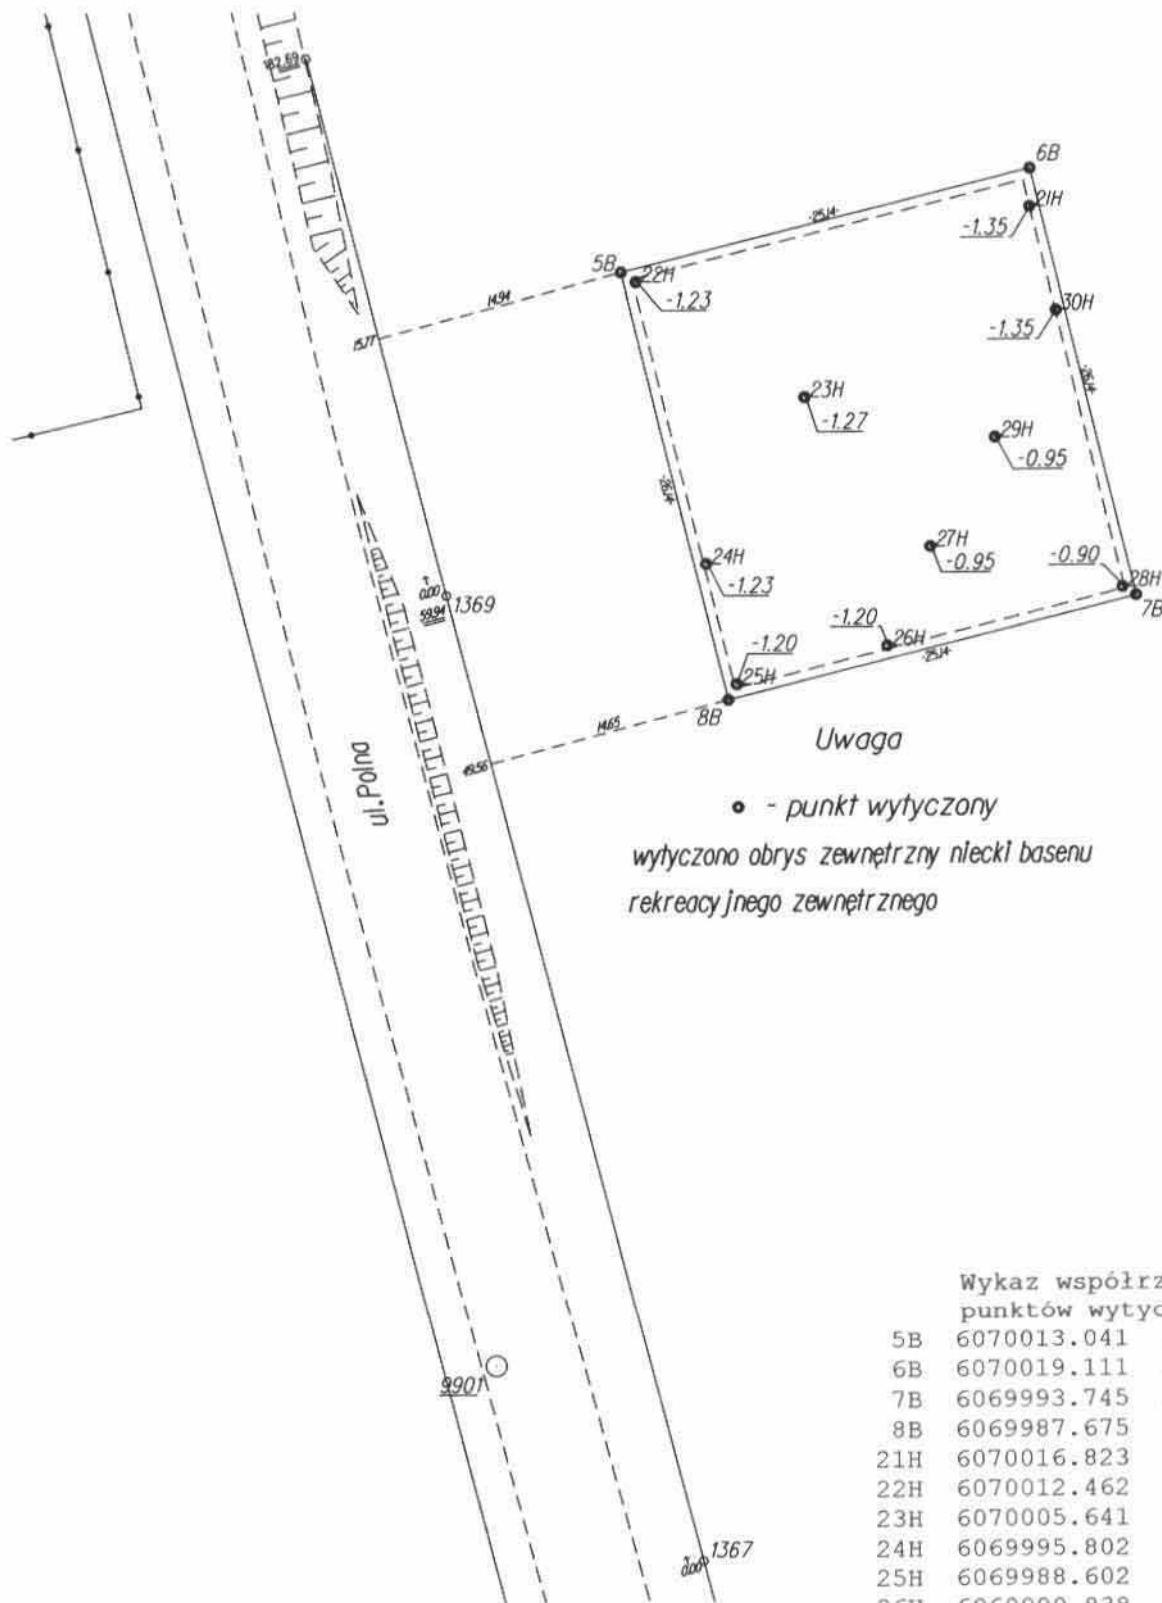 182.69
6B
-25.14-
21H
-1.35
5B
22H
-1.23
14.94
15.77
30H
-1.35
23H
-1.27
29H
-0.95
24H
-1.23
27H
-0.95
-0.90
28H
7B
0.00
59.94
1369
-1.20
26H
-25.14-
-1.20
25H
8B
14.65
49.56
ul.Polna
Uwaga
- punkt wytyczony
wytyczono obrys zewnętrzny niecki basenu
rekreacyjnego zewnętrznego
9901
1367
0.00
Wykaz współrz
punktów wytyc
5B 6070013.041
6B 6070019.111
7B 6069993.745
8B 6069987.675
21H 6070016.823
22H 6070012.462
23H 6070005.641
24H 6069995.802
25H 6069988.602